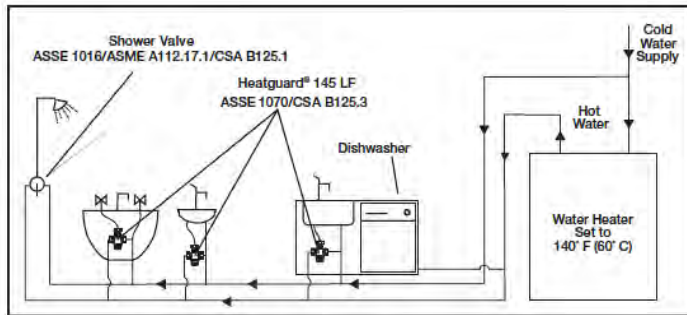 Shower Valve
ASSE 1016/ASME A112.17.1/CSA B125.1
Heatguard® 145 LF
ASSE 1070/CSA B125.3
Dishwasher
Cold
Water
Supply
Hot
Water
Water Heater
Set to
140° F (60° C)